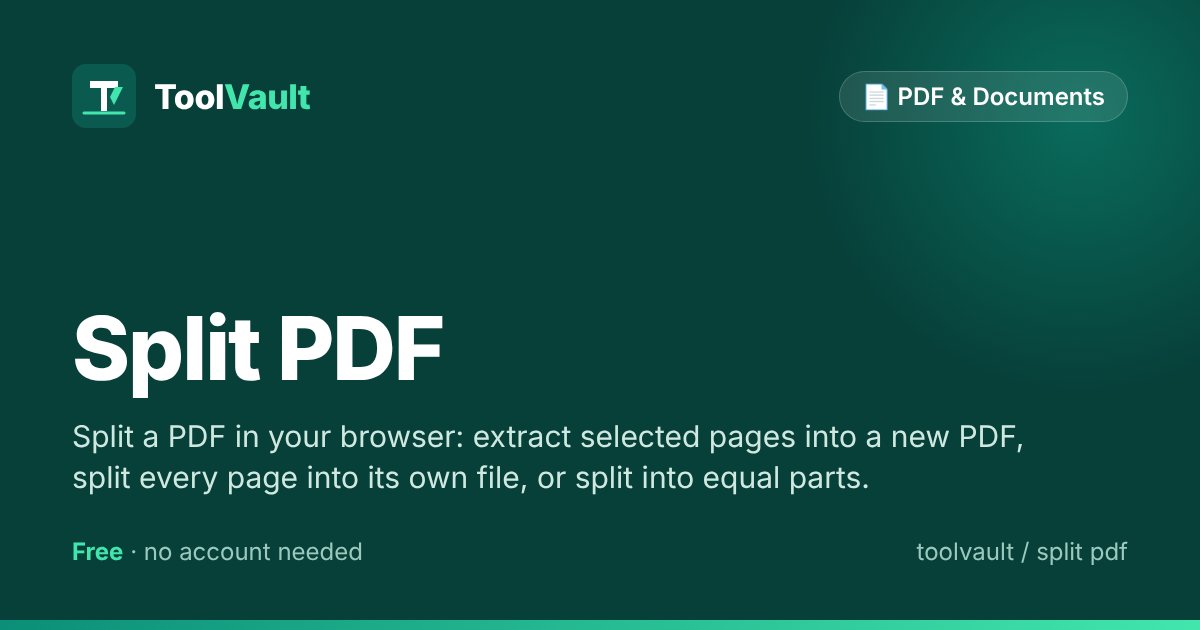 ToolVault
PDF & Documents
Split PDF
Split a PDF in your browser: extract selected pages into a new PDF,
split every page into its own file, or split into equal parts.
Free · no account needed
toolvault / split pdf